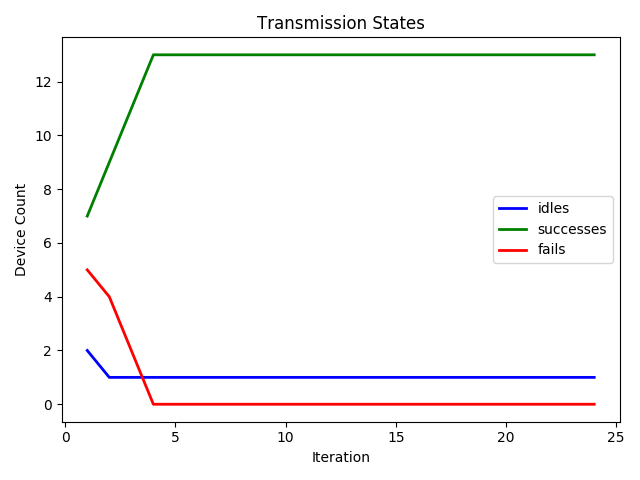 Transmission States
Device Count
12
10
8
6
4
2
0
idles
successes
fails
0 5 10 15 20 25
Iteration